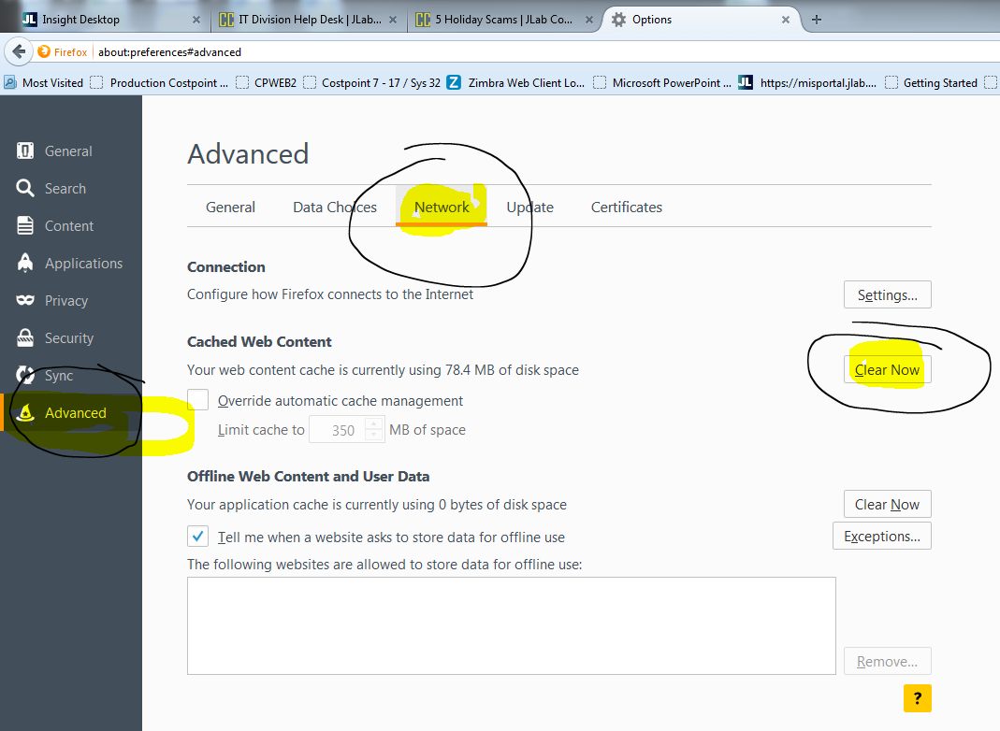 JL Insight Desktop × CC IT Division Help Desk | JLab... × CC 5 Holiday Scams | JLab Co... × Options × +
Firefox about:preferences#advanced
Most Visited Production Costpoint ... CPWEB2 Costpoint 7 - 17 / Sys 32 Z Zimbra Web Client Lo... Microsoft PowerPoint ... JL https://misportal.jlab.... Getting Started
General
Search
Content
Applications
Privacy
Security
Sync
Advanced
Advanced
General Data Choices Network Update Certificates
Connection
Configure how Firefox connects to the Internet Settings...
Cached Web Content
Your web content cache is currently using 78.4 MB of disk space Clear Now
Override automatic cache management
Limit cache to 350 MB of space
Offline Web Content and User Data
Your application cache is currently using 0 bytes of disk space Clear Now
Tell me when a website asks to store data for offline use Exceptions...
The following websites are allowed to store data for offline use:
Remove...
?